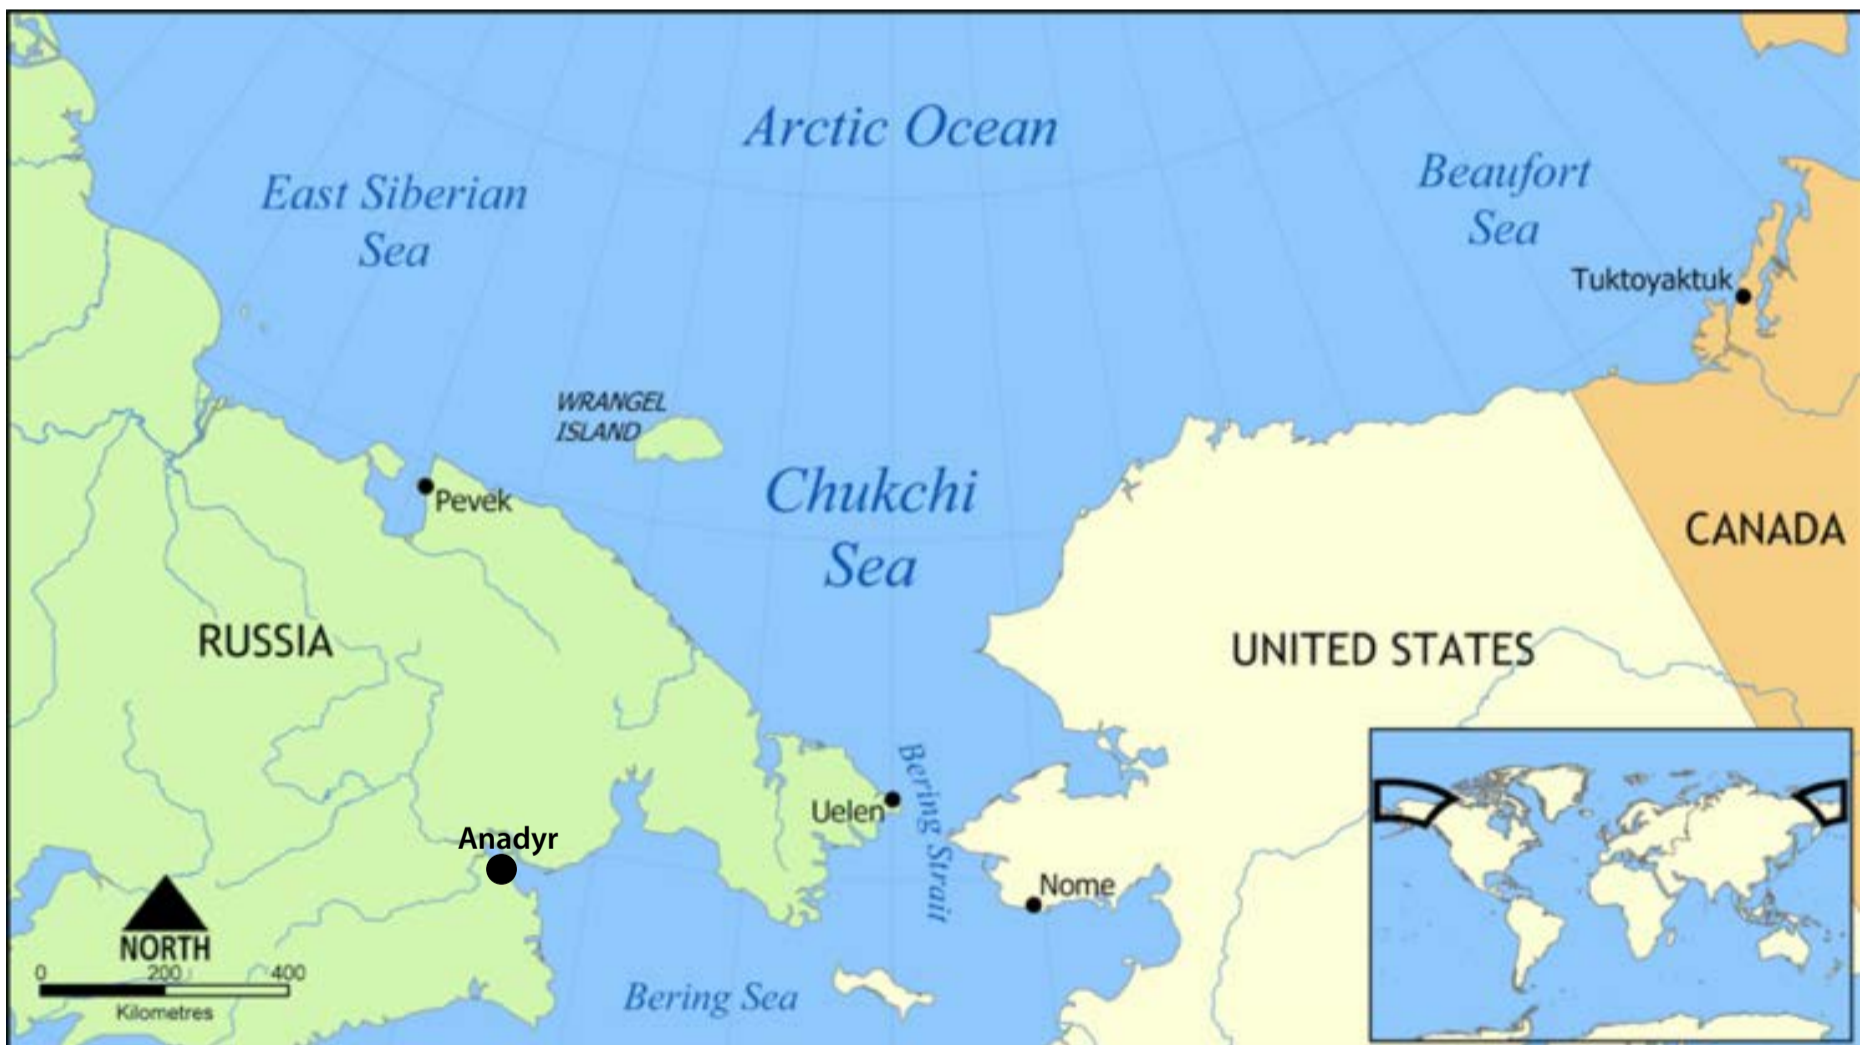 Arctic Ocean
East Siberian
Sea
Beaufort
Sea
Tuktoyaktuk
WRANGEL
ISLAND
Pevek
Chukchi
Sea
CANADA
RUSSIA
UNITED STATES
Bering Strait
Uelen
Anadyr
Nome
NORTH
0 200 400
Kilometres
Bering Sea